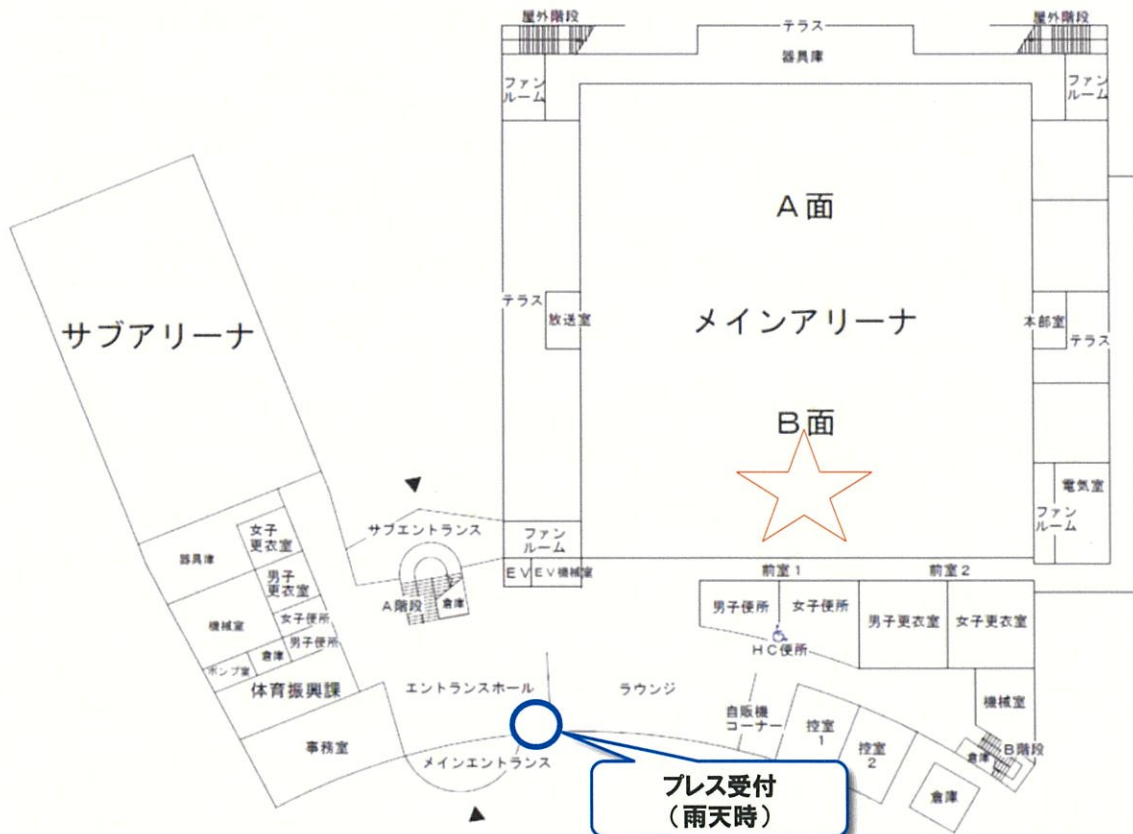 屋外階段
テラス
屋外階段
器具庫
ファン
ルーム
ファン
ルーム
A面
テラス
放送室
メインアリーナ
本部室
テラス
サブアリーナ
B面
電気室
ファン
ルーム
サブエントランス
ファン
ルーム
女子
更衣室
器具庫
EV
EV機械室
前室1
前室2
男子
更衣室
A階段
倉庫
男子便所
女子便所
男子更衣室
女子更衣室
機械室
女子便所
男子便所
HC便所
倉庫
ポンプ室
体育振興課
エントランスホール
ラウンジ
機械室
自販機
コーナー
控室
1
控室
2
事務室
メインエントランス
倉庫
B階段
倉庫
プレス受付
（雨天時）